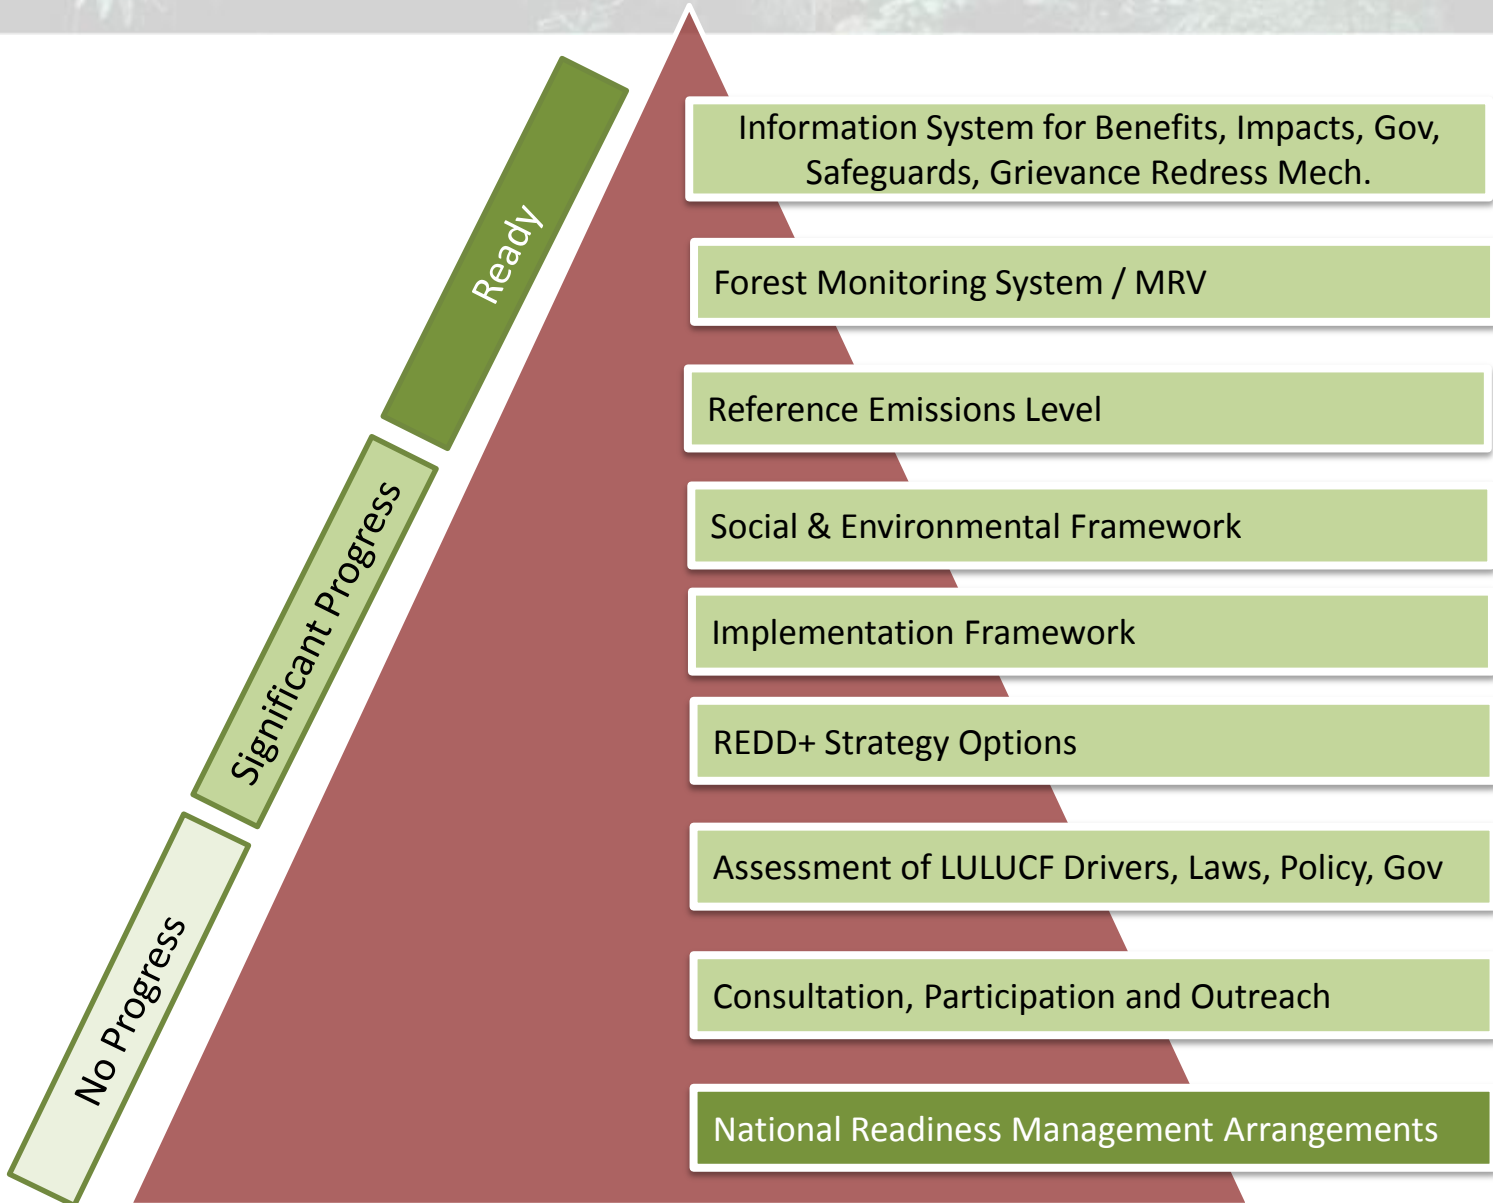 Information System for Benefits, Impacts, Gov,
Safeguards, Grievance Redress Mech.
Ready
Forest Monitoring System / MRV
Reference Emissions Level
Social & Environmental Framework
Significant Progress
Implementation Framework
REDD+ Strategy Options
Assessment of LULUCF Drivers, Laws, Policy, Gov
No Progress
Consultation, Participation and Outreach
National Readiness Management Arrangements